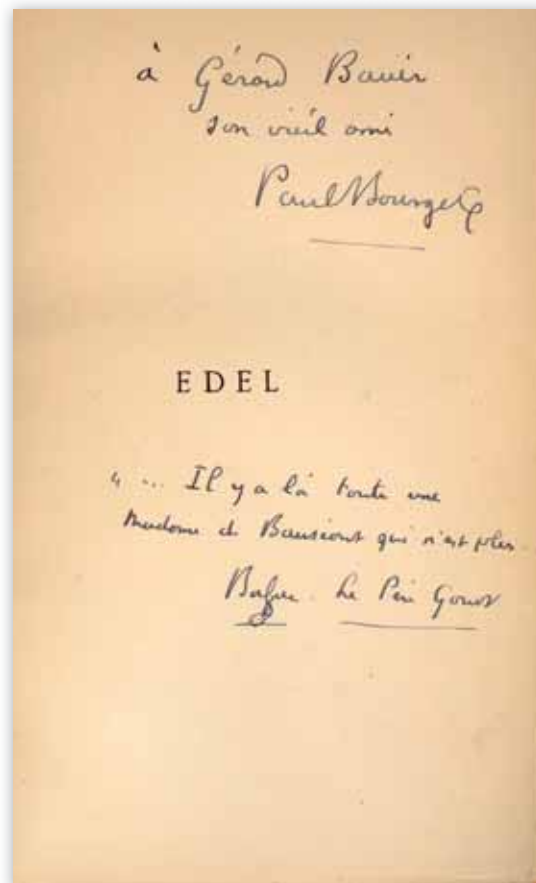 à Gérard Bauër
son vieil ami
Paul Bourget
EDEL
"... Il y a là toute une
Madame de Bauséant qui n'est plus
Balzac. Le Père Goriot